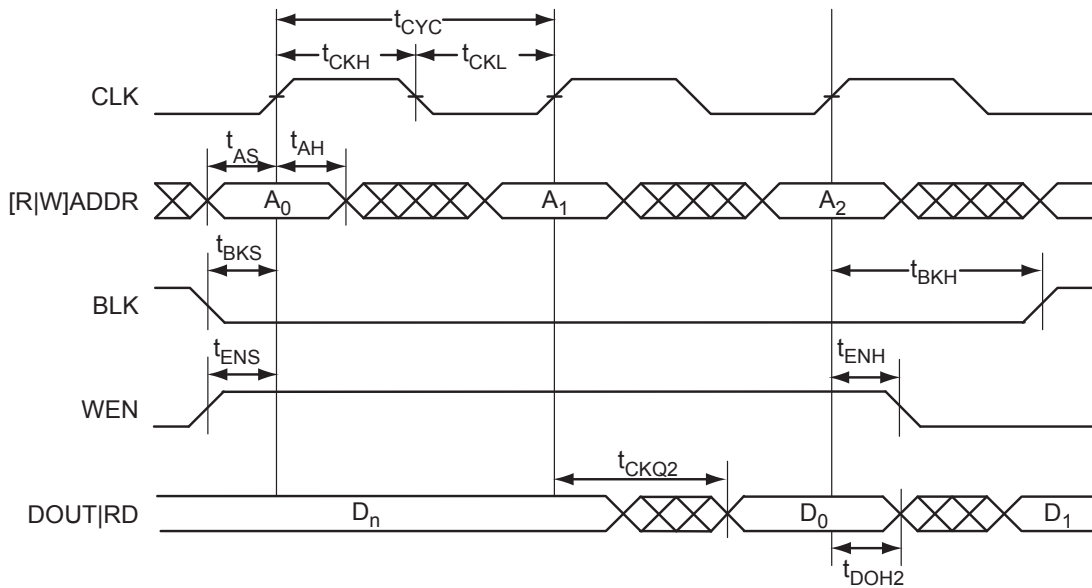 tCYC
tCKH tCKL
CLK
tAS tAH
[R|W]ADDR A0 A1 A2
tBKS tBKH
BLK
tENS tENH
WEN
tCKQ2
DOUT|RD Dn D0 D1
tDOH2